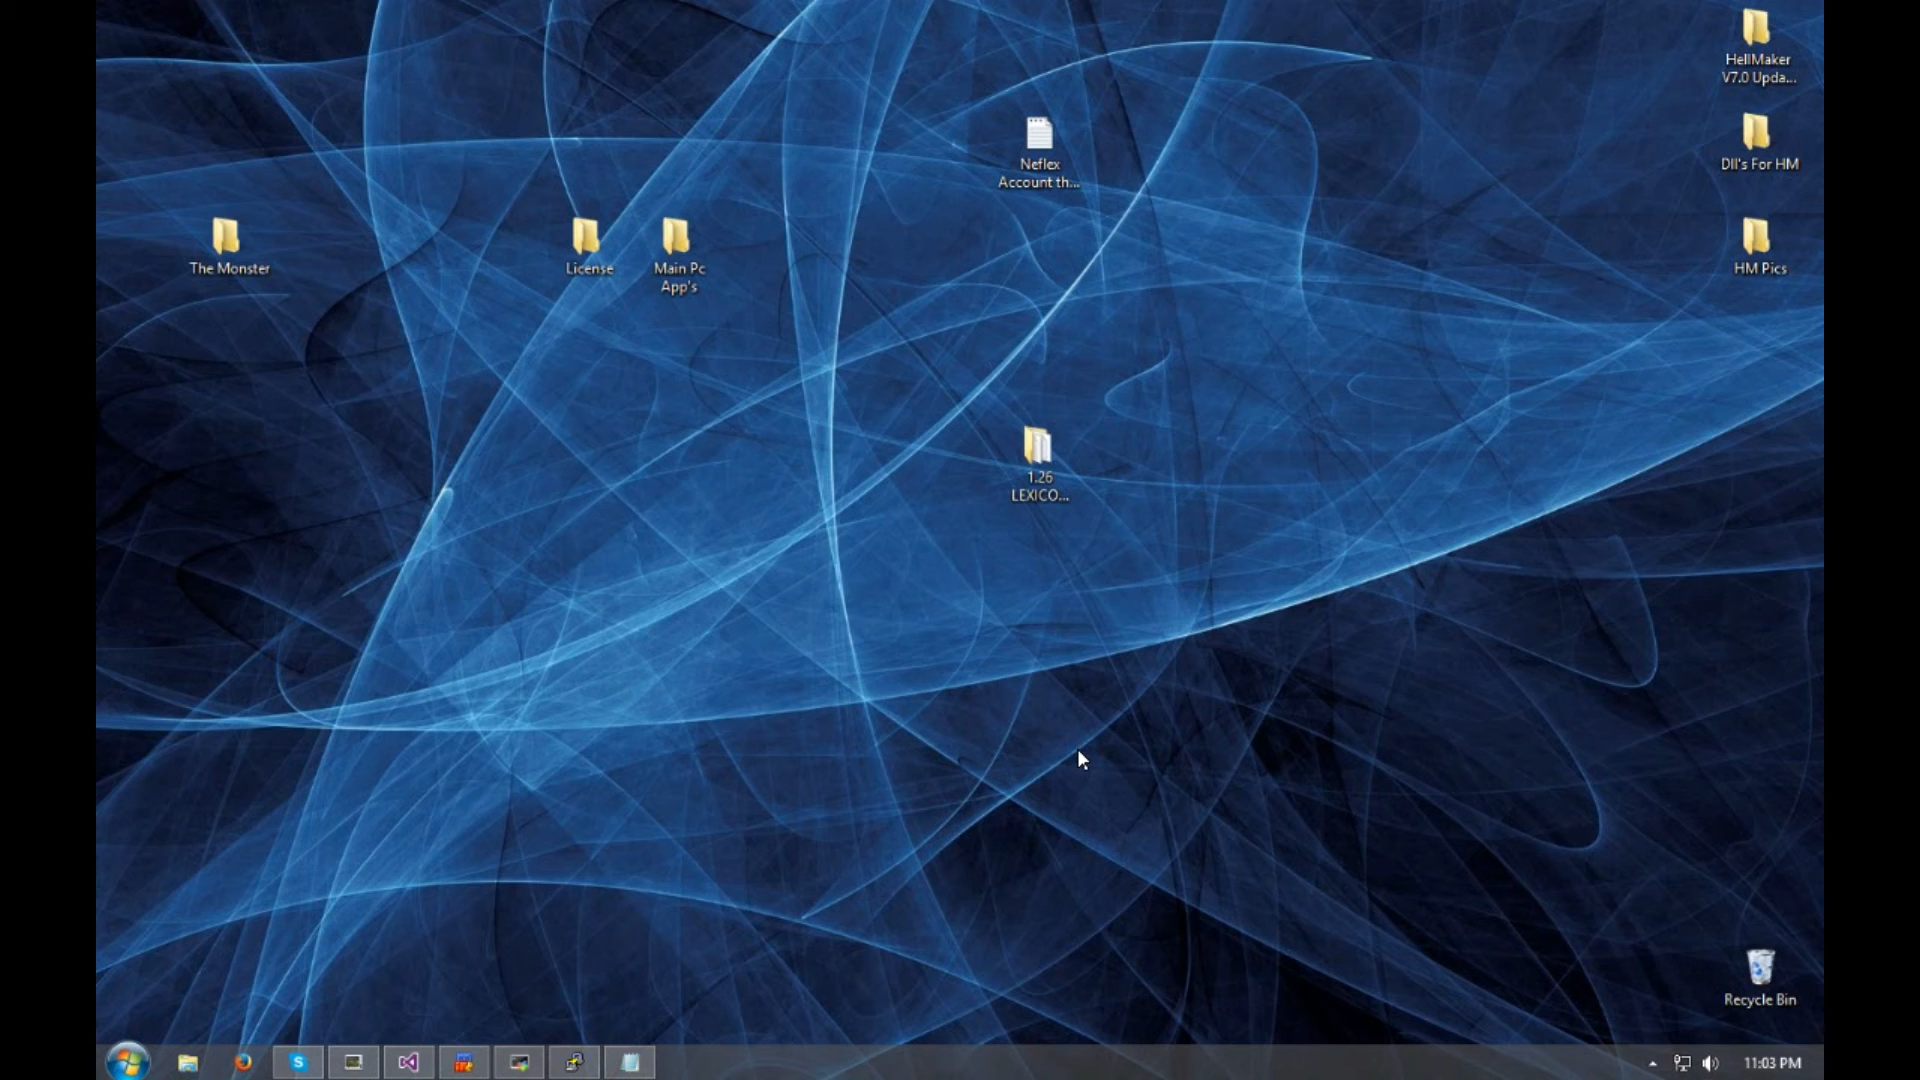 HellMaker
V7.0 Upda...
Neflex
Account th...
Dll's For HM
The Monster
License
Main Pc
App's
HM Pics
1.26
LEXICO...
Recycle Bin
11:03 PM